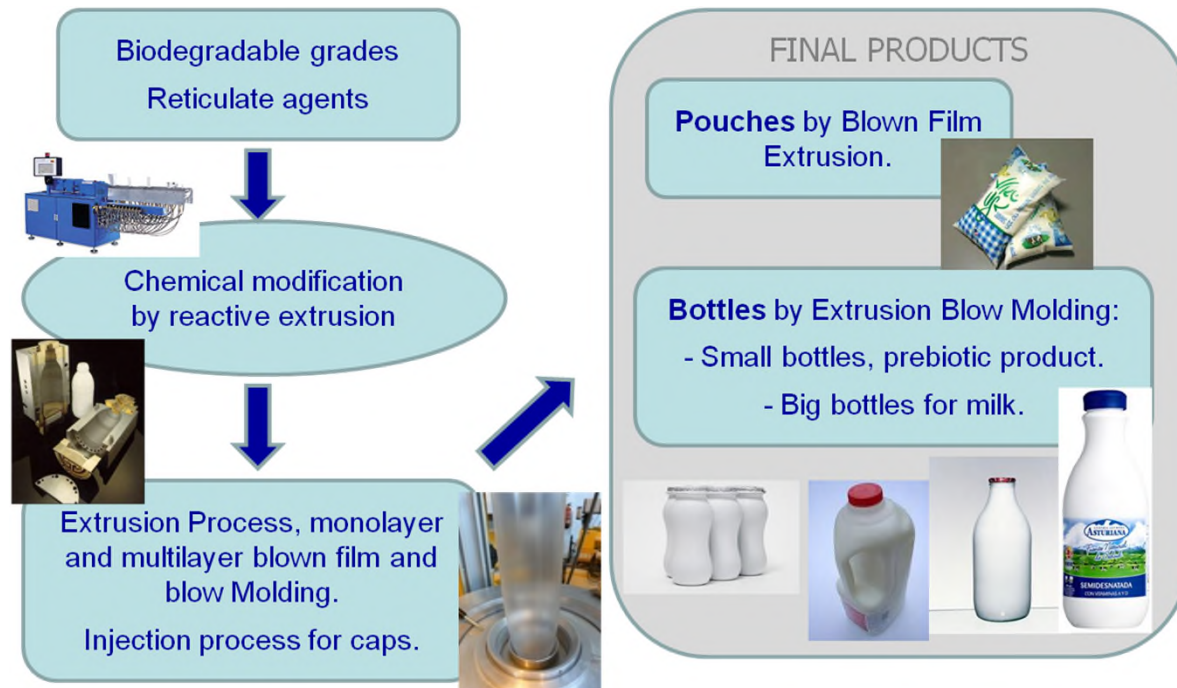 Biodegradable grades
Reticulate agents
Chemical modification
by reactive extrusion
Extrusion Process, monolayer
and multilayer blown film and
blow Molding.
Injection process for caps.
FINAL PRODUCTS
Pouches by Blown Film
Extrusion.
Bottles by Extrusion Blow Molding:
- Small bottles, prebiotic product.
- Big bottles for milk.
ASTURIANA
SEMIDESNATADA
CON VITAMINAS A Y D